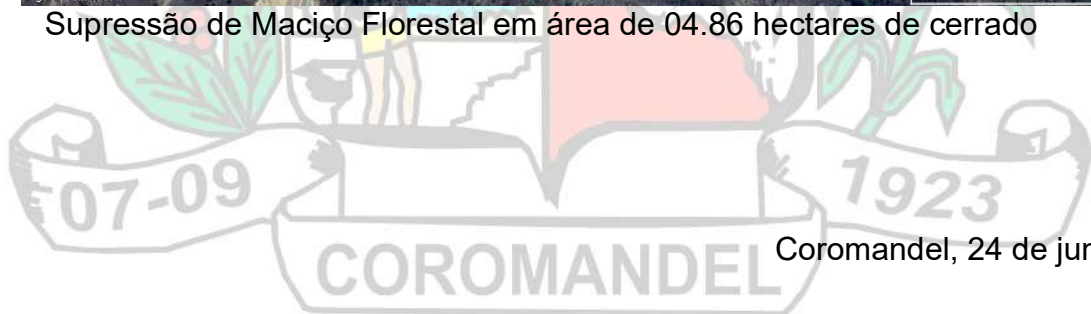 Supressão de Maciço Florestal em área de 04.86 hectares de cerrado
07-09
1923
COROMANDEL
Coromandel, 24 de